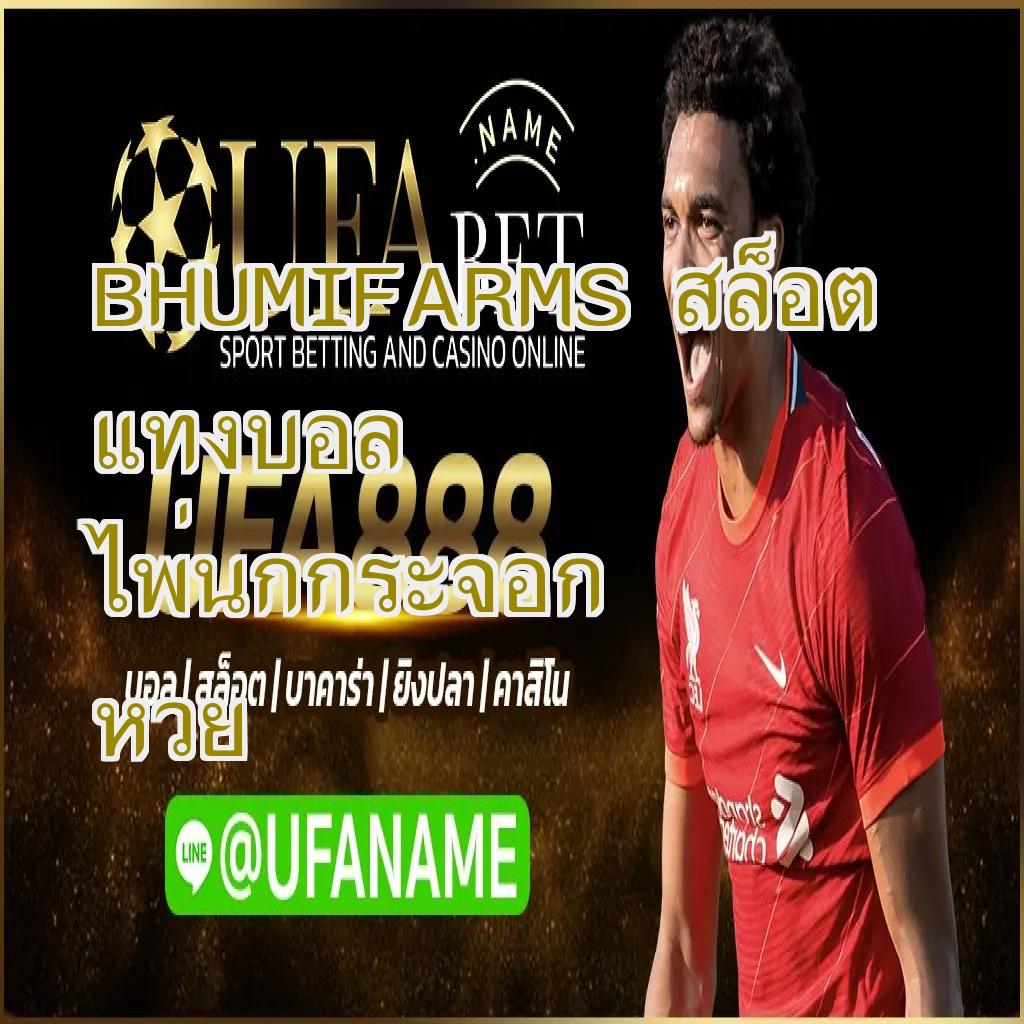 .NAME
UFA BET
BHUMIFARMS สล็อต
SPORT BETTING AND CASINO ONLINE
แทงบอล
UFA888
ไพ่นกกระจอก
บอล | สล็อต | บาคาร่า | ยิงปลา | คาสิโน
หวย
LINE @UFANAME